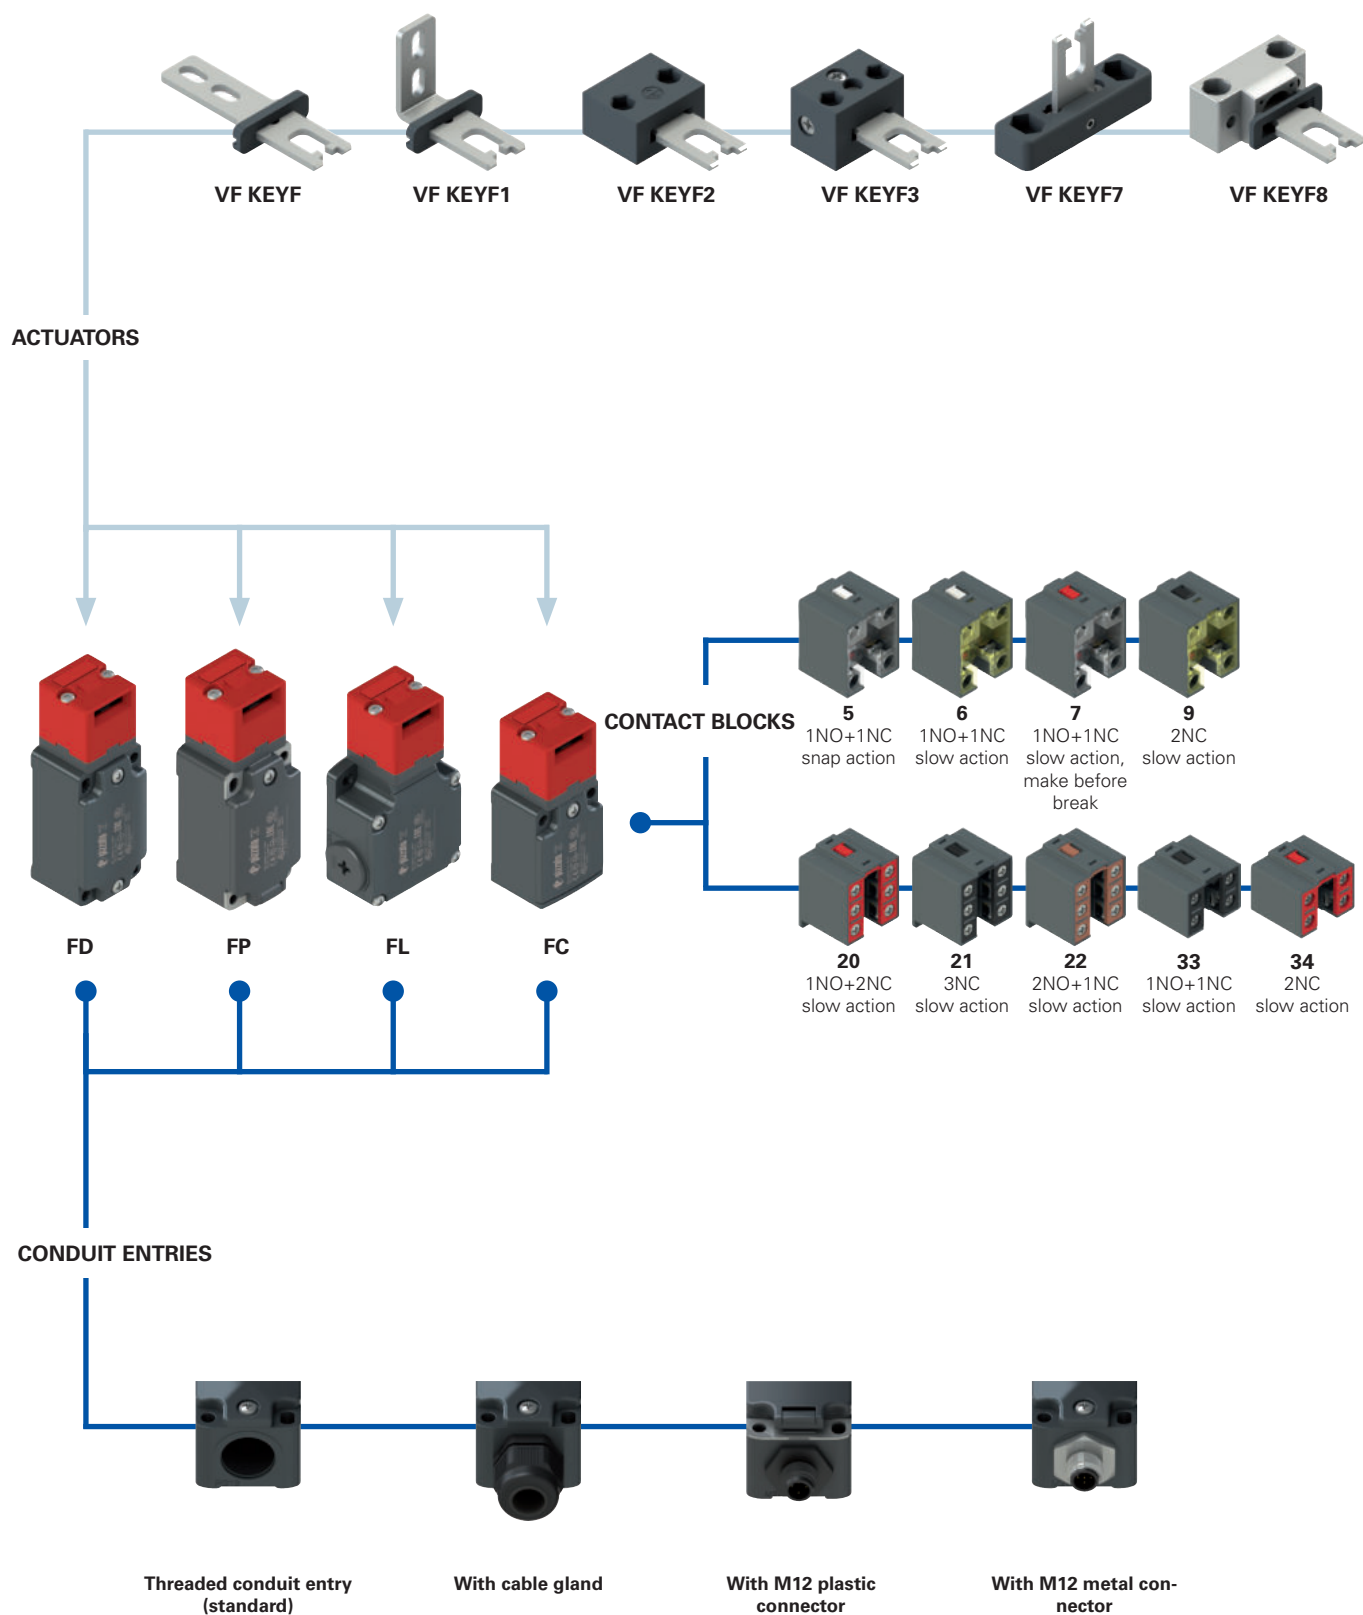 VF KEYF
VF KEYF1
VF KEYF2
VF KEYF3
VF KEYF7
VF KEYF8
ACTUATORS
CONTACT BLOCKS
5
1NO+1NC
snap action
6
1NO+1NC
slow action
7
1NO+1NC
slow action,
make before
break
9
2NC
slow action
20
1NO+2NC
slow action
21
3NC
slow action
22
2NO+1NC
slow action
33
1NO+1NC
slow action
34
2NC
slow action
FD
FP
FL
FC
CONDUIT ENTRIES
Threaded conduit entry
(standard)
With cable gland
With M12 plastic
connector
With M12 metal con-
nector